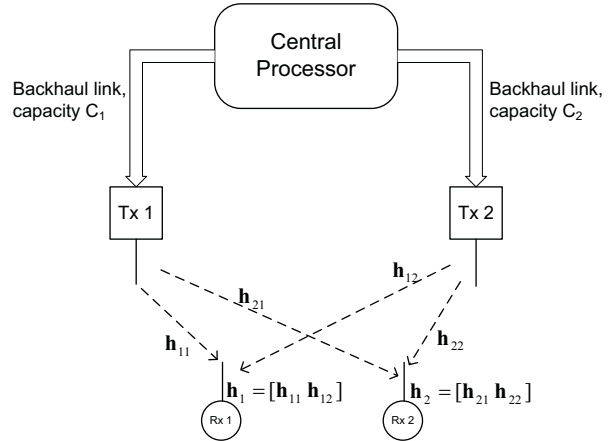 Central
Processor
Backhaul link,
capacity C₁
Backhaul link,
capacity C₂
Tx 1
Tx 2
h₁₂
h₂₁
h₁₁
h₂₂
h₁ = [h₁₁ h₁₂]
h₂ = [h₂₁ h₂₂]
Rx 1
Rx 2